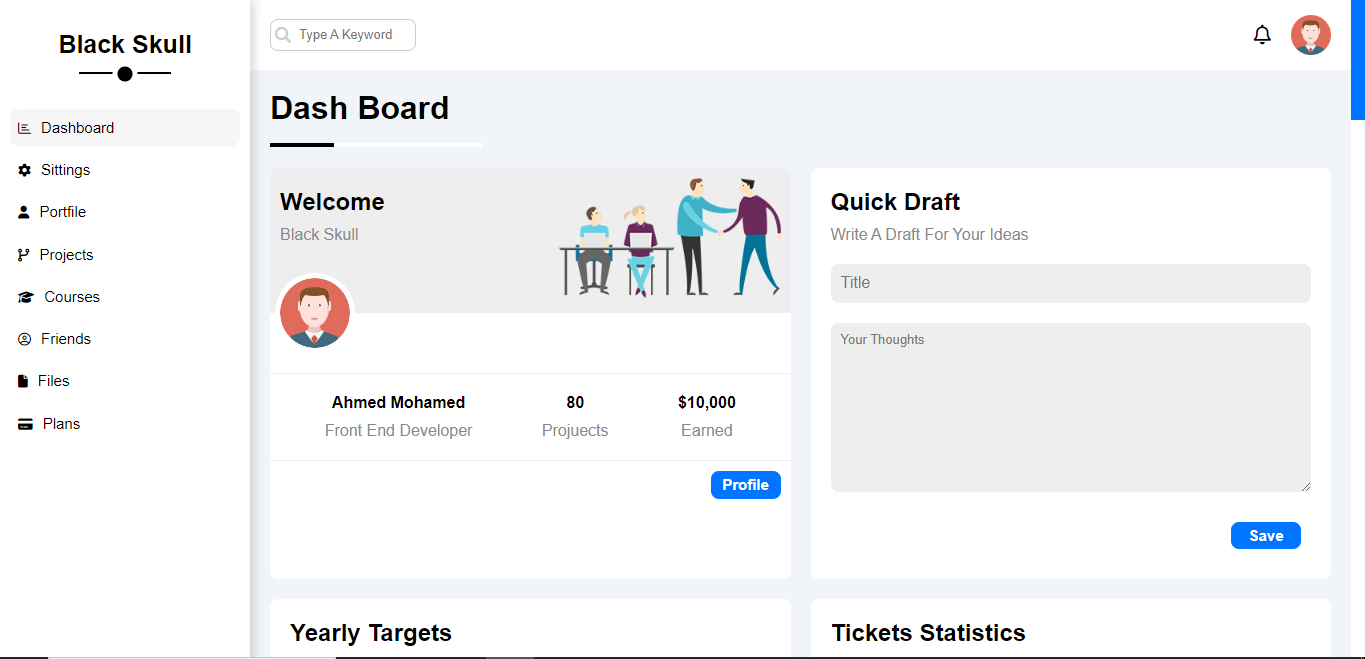 Black Skull
Dashboard
Sittings
Portfile
Projects
Courses
Friends
Files
Plans
Type A Keyword
Dash Board
Welcome
Black Skull
Ahmed Mohamed
Front End Developer
80
Projuects
$10,000
Earned
Profile
Quick Draft
Write A Draft For Your Ideas
Title
Your Thoughts
Save
Yearly Targets
Tickets Statistics